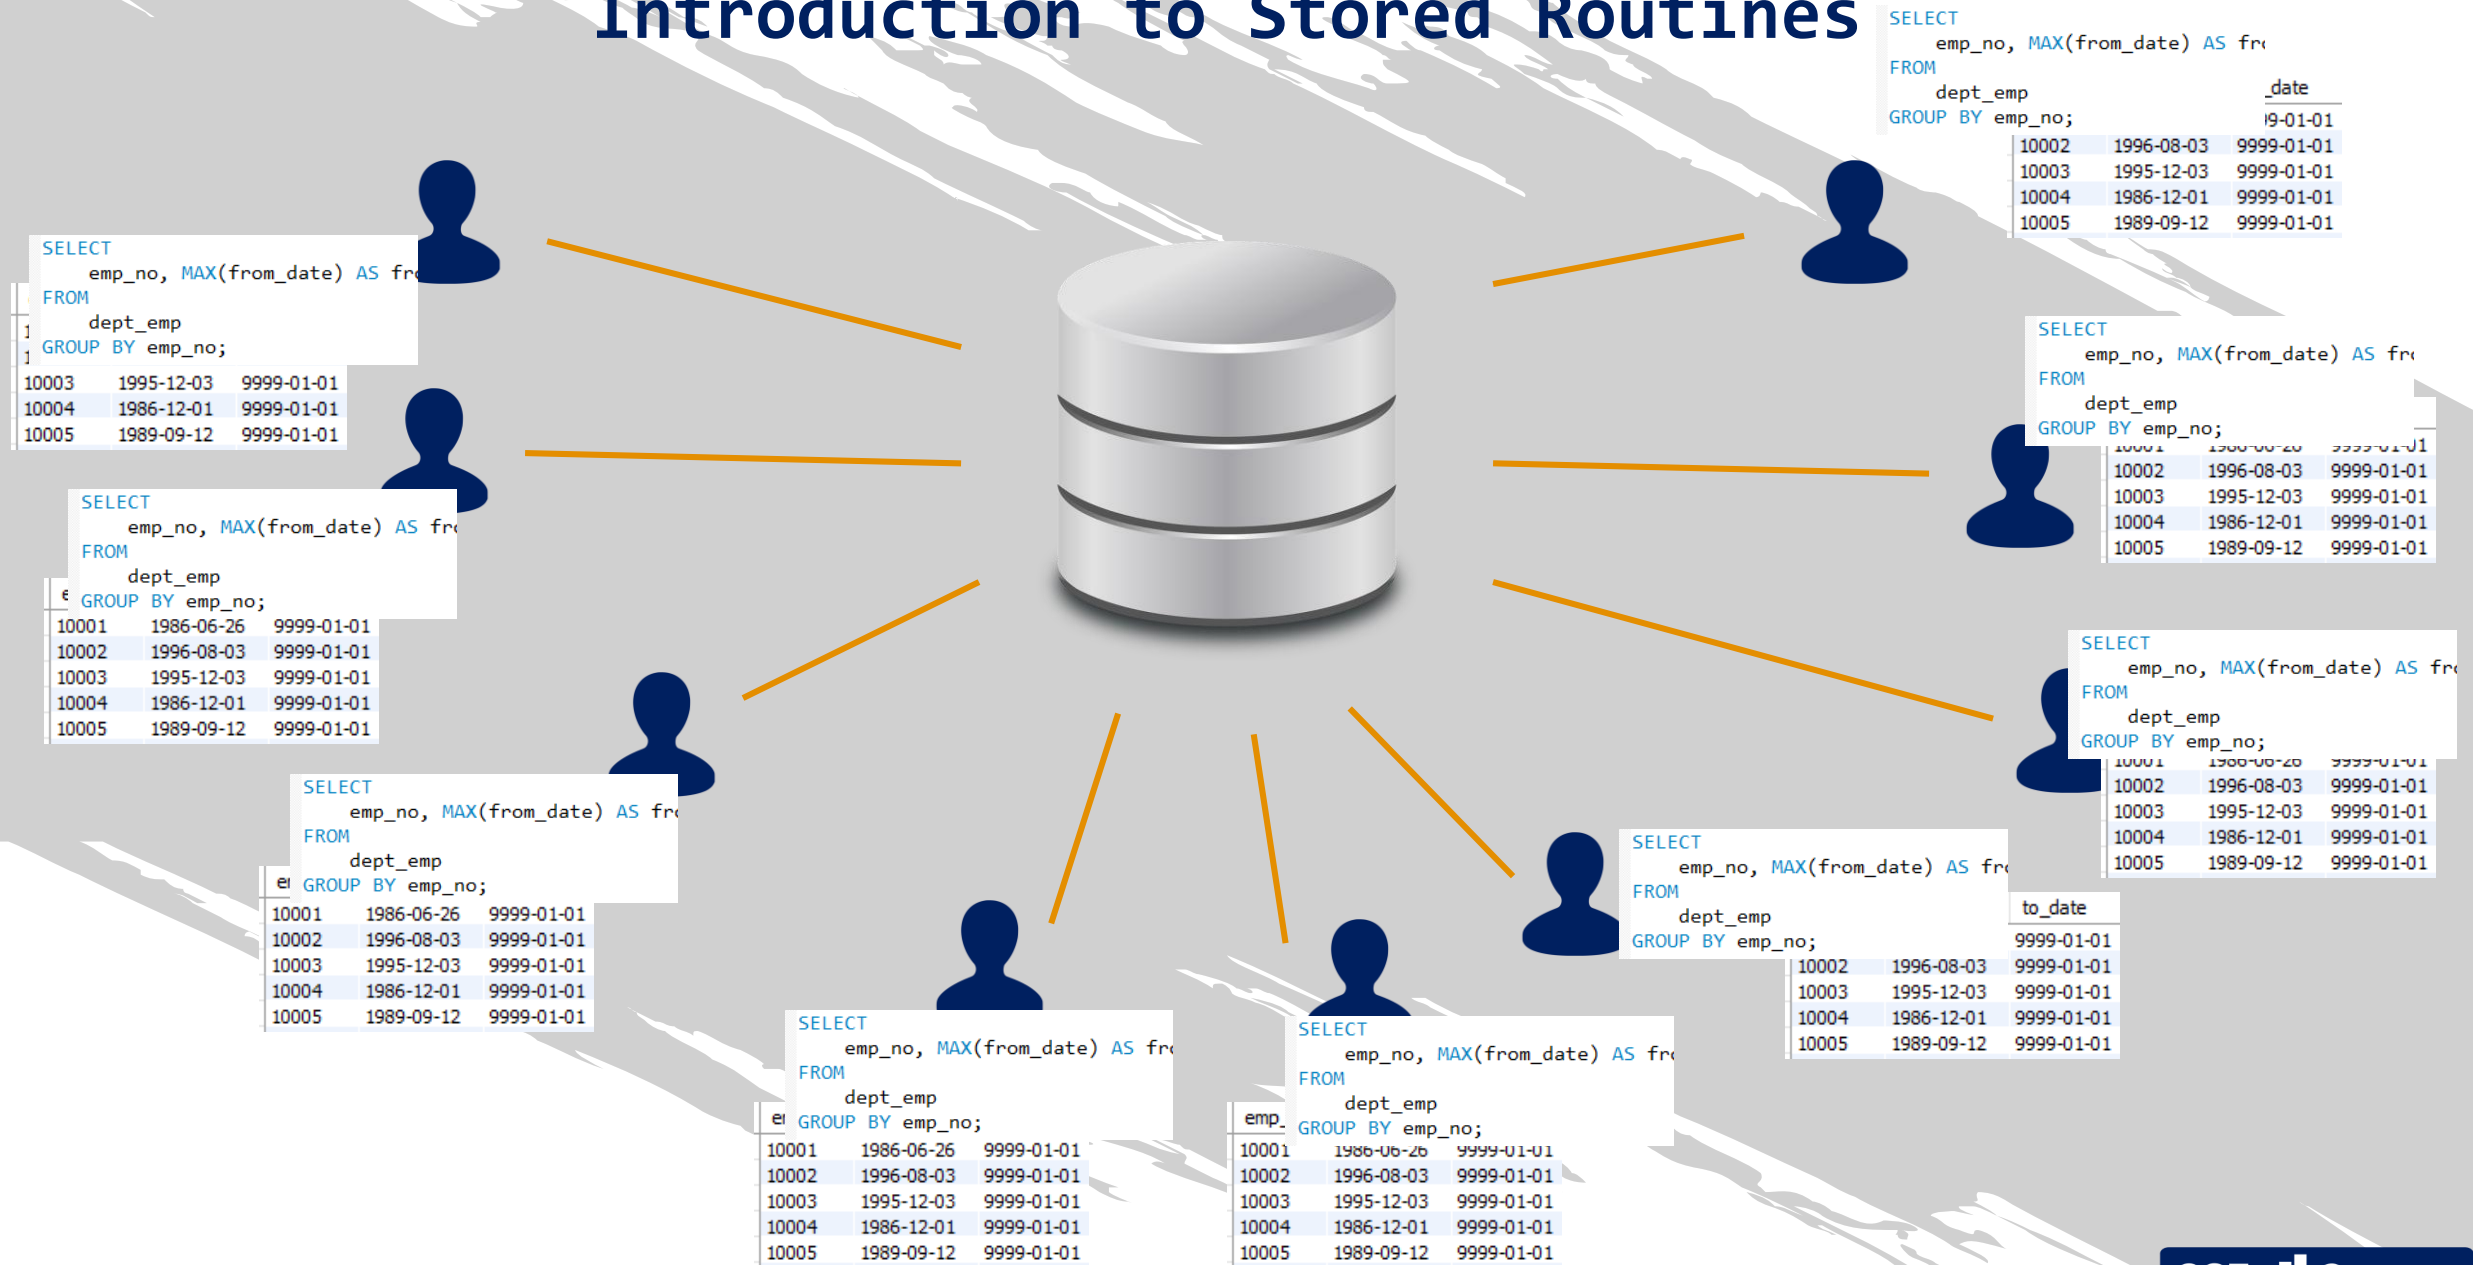 Introduction to Stored Routines
SELECT
emp_no, MAX(from_date) AS
FROM
dept_emp
GROUP BY emp_no;
_date
9-01-01
10002 1996-08-03 9999-01-01
10003 1995-12-03 9999-01-01
10004 1986-12-01 9999-01-01
10005 1989-09-12 9999-01-01
SELECT
emp_no, MAX(from_date) AS
FROM
dept_emp
GROUP BY emp_no;
10003 1995-12-03 9999-01-01
10004 1986-12-01 9999-01-01
10005 1989-09-12 9999-01-01
SELECT
emp_no, MAX(from_date) AS
FROM
dept_emp
GROUP BY emp_no;
10001 1986-06-26 9999-01-01
10002 1996-08-03 9999-01-01
10003 1995-12-03 9999-01-01
10004 1986-12-01 9999-01-01
10005 1989-09-12 9999-01-01
SELECT
emp_no, MAX(from_date) AS
FROM
dept_emp
GROUP BY emp_no;
10002 1996-08-03 9999-01-01
10003 1995-12-03 9999-01-01
10004 1986-12-01 9999-01-01
10005 1989-09-12 9999-01-01
SELECT
emp_no, MAX(from_date) AS
FROM
dept_emp
GROUP BY emp_no;
10001 1986-06-26 9999-01-01
10002 1996-08-03 9999-01-01
10003 1995-12-03 9999-01-01
10004 1986-12-01 9999-01-01
10005 1989-09-12 9999-01-01
SELECT
emp_no, MAX(from_date) AS
FROM
dept_emp
GROUP BY emp_no;
10001 1986-06-26 9999-01-01
10002 1996-08-03 9999-01-01
10003 1995-12-03 9999-01-01
10004 1986-12-01 9999-01-01
10005 1989-09-12 9999-01-01
SELECT
emp_no, MAX(from_date) AS
FROM
dept_emp
GROUP BY emp_no;
emp_
10001 1986-06-26 9999-01-01
10002 1996-08-03 9999-01-01
10003 1995-12-03 9999-01-01
10004 1986-12-01 9999-01-01
10005 1989-09-12 9999-01-01
SELECT
emp_no, MAX(from_date) AS
FROM
dept_emp
GROUP BY emp_no;
to_date
9999-01-01
10002 1996-08-03 9999-01-01
10003 1995-12-03 9999-01-01
10004 1986-12-01 9999-01-01
10005 1989-09-12 9999-01-01
SELECT
emp_no, MAX(from_date) AS
FROM
dept_emp
GROUP BY emp_no;
10001 1986-06-26 9999-01-01
10002 1996-08-03 9999-01-01
10003 1995-12-03 9999-01-01
10004 1986-12-01 9999-01-01
10005 1989-09-12 9999-01-01